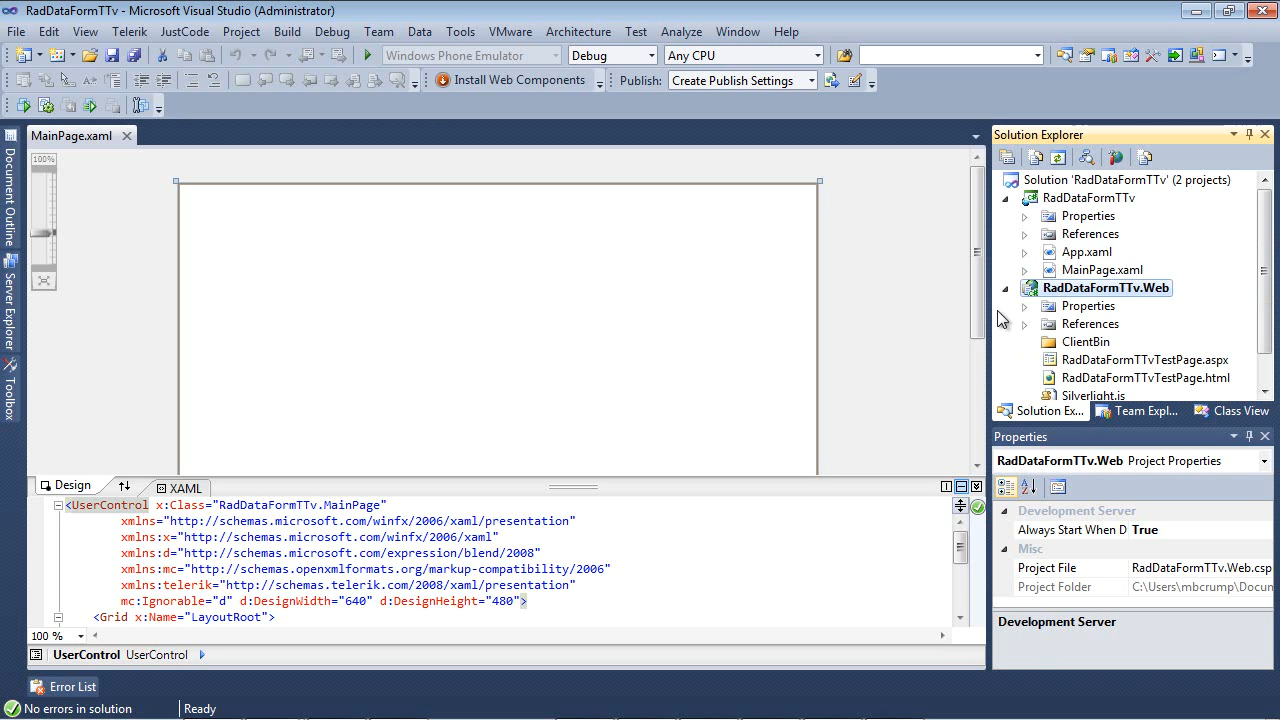 RadDataFormTTv - Microsoft Visual Studio (Administrator)
File Edit View Telerik JustCode Project Build Debug Team Data Tools VMware Architecture Test Analyze Window Help
Windows Phone Emulator Debug Any CPU
Install Web Components Publish: Create Publish Settings
MainPage.xaml
Solution Explorer
100%
Document Outline
Server Explorer
Toolbox
Solution 'RadDataFormTTv' (2 projects)
RadDataFormTTv
Properties
References
App.xaml
MainPage.xaml
RadDataFormTTv.Web
Properties
References
ClientBin
RadDataFormTTvTestPage.aspx
RadDataFormTTvTestPage.html
Silverlight.js
Solution Ex... Team Expl... Class View
Properties
RadDataFormTTv.Web Project Properties
Development Server
Always Start When D True
Misc
Project File RadDataFormTTv.Web.csp
Project Folder C:\Users\mbcrump\Docun
Development Server
Design XAML
<UserControl x:Class="RadDataFormTTv.MainPage"
xmlns="http://schemas.microsoft.com/winfx/2006/xaml/presentation"
xmlns:x="http://schemas.microsoft.com/winfx/2006/xaml"
xmlns:d="http://schemas.microsoft.com/expression/blend/2008"
xmlns:mc="http://schemas.openxmlformats.org/markup-compatibility/2006"
xmlns:telerik="http://schemas.telerik.com/2008/xaml/presentation"
mc:Ignorable="d" d:DesignWidth="640" d:DesignHeight="480">
<Grid x:Name="LayoutRoot">
100 %
UserControl UserControl
Error List
No errors in solution Ready